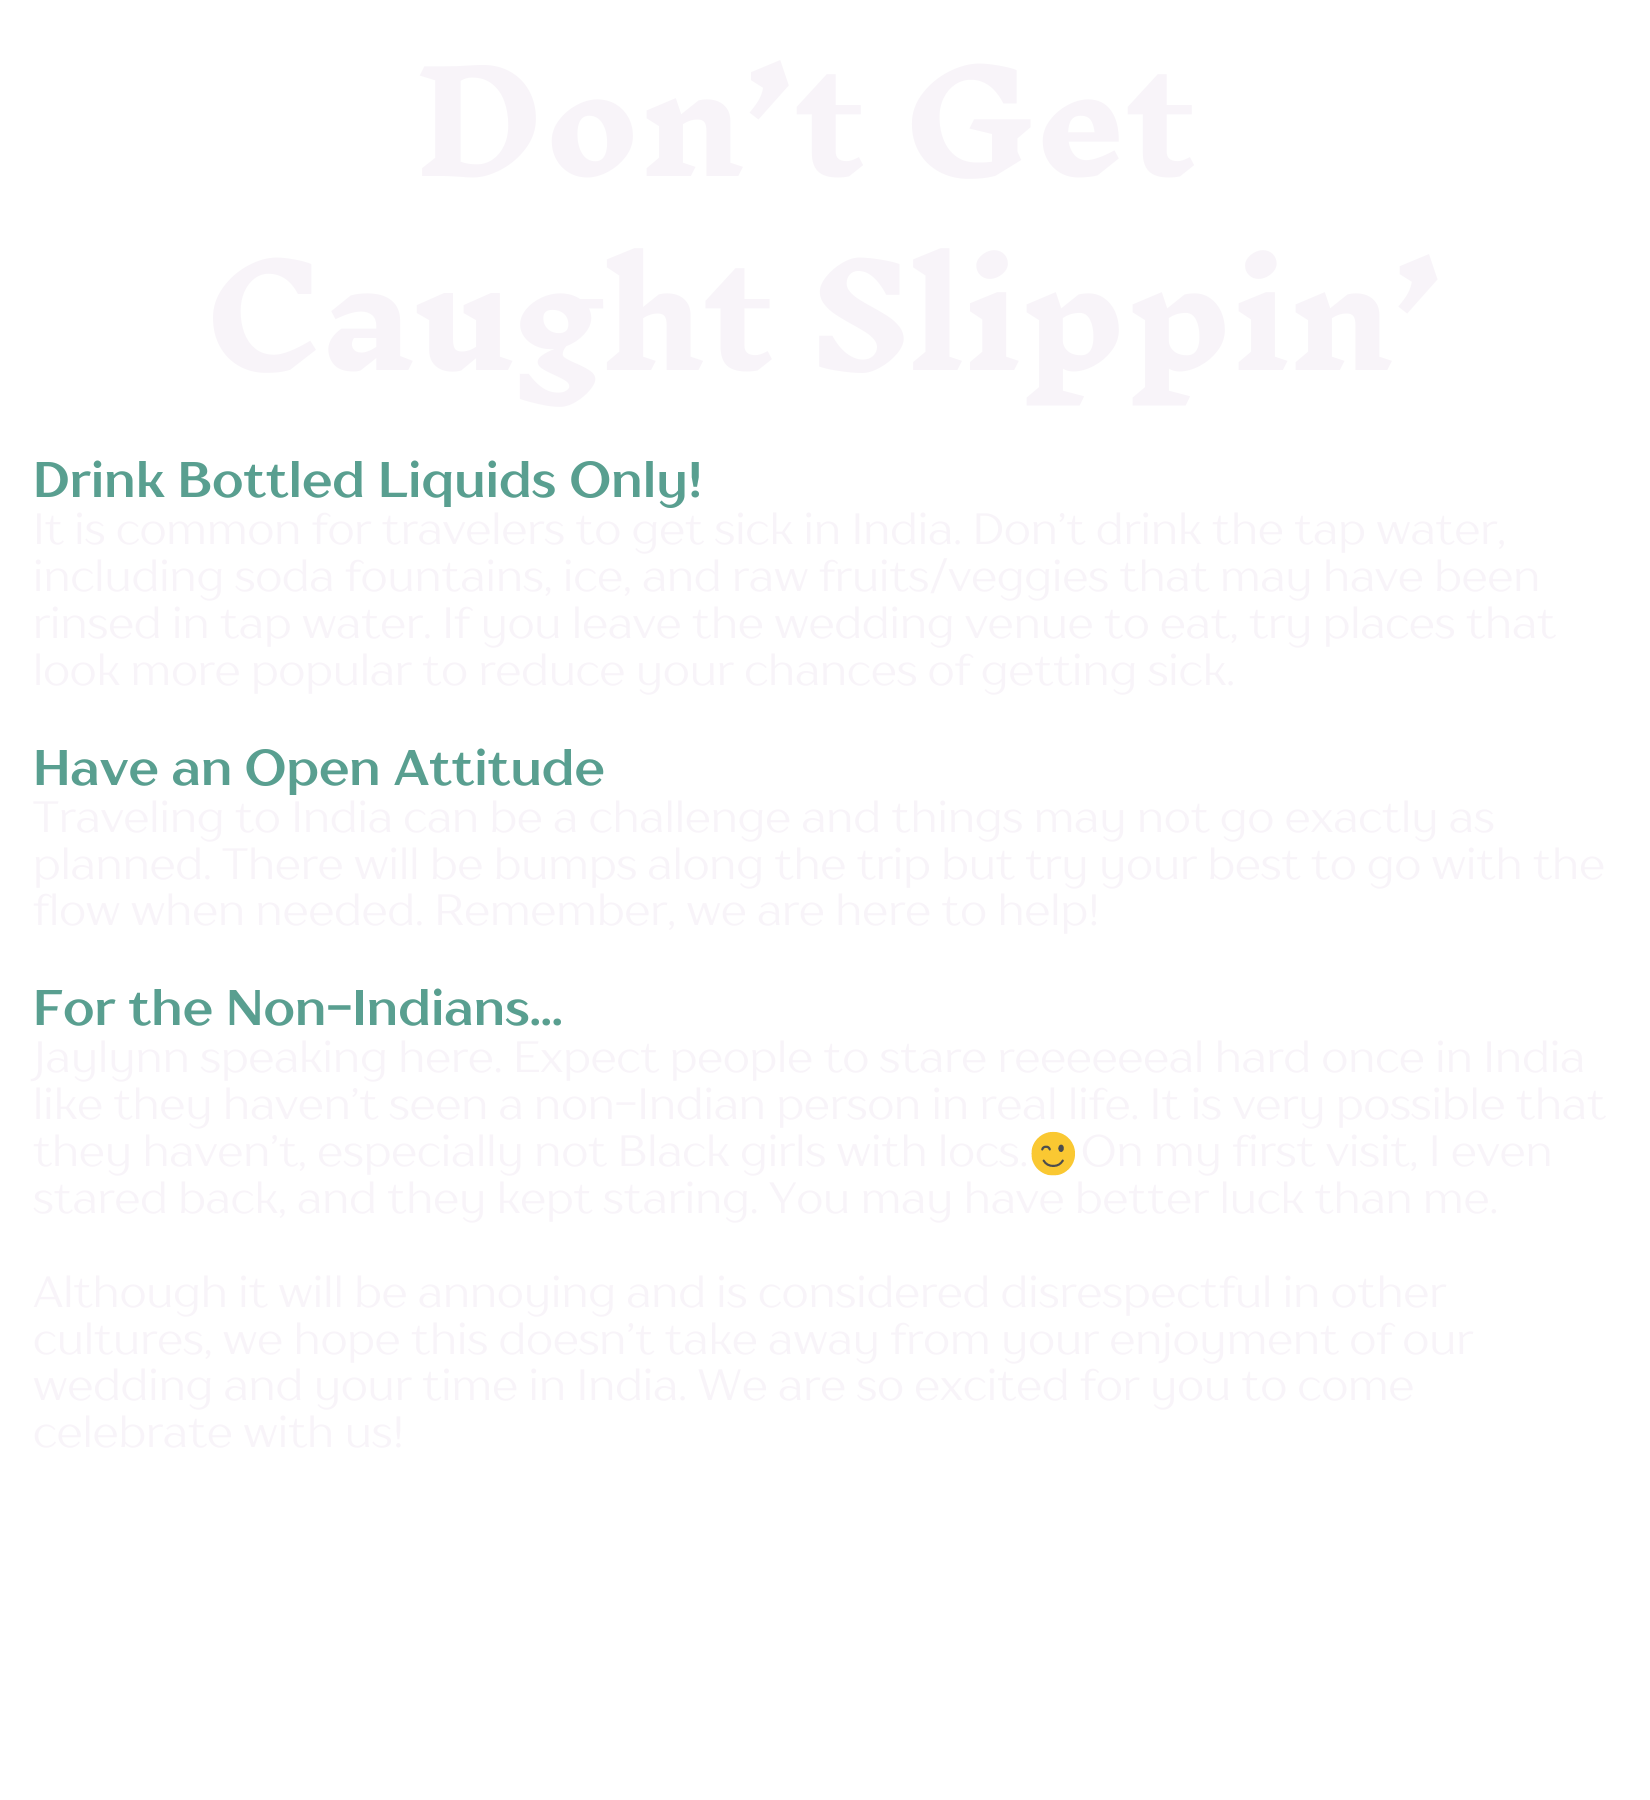 Don’t Get
Caught Slippin’
Drink Bottled Liquids Only!
It is common for travelers to get sick in India. Don’t drink the tap water,
including soda fountains, ice, and raw fruits/veggies that may have been
rinsed in tap water. If you leave the wedding venue to eat, try places that
look more popular to reduce your chances of getting sick.
Have an Open Attitude
Traveling to India can be a challenge and things may not go exactly as
planned. There will be bumps along the trip but try your best to go with the
flow when needed. Remember, we are here to help!
For the Non-Indians...
Jaylynn speaking here. Expect people to stare reeeeeeal hard once in India
like they haven’t seen a non-Indian person in real life. It is very possible that
they haven’t, especially not Black girls with locs.😉On my first visit, I even
stared back, and they kept staring. You may have better luck than me.
Although it will be annoying and is considered disrespectful in other
cultures, we hope this doesn’t take away from your enjoyment of our
wedding and your time in India. We are so excited for you to come
celebrate with us!